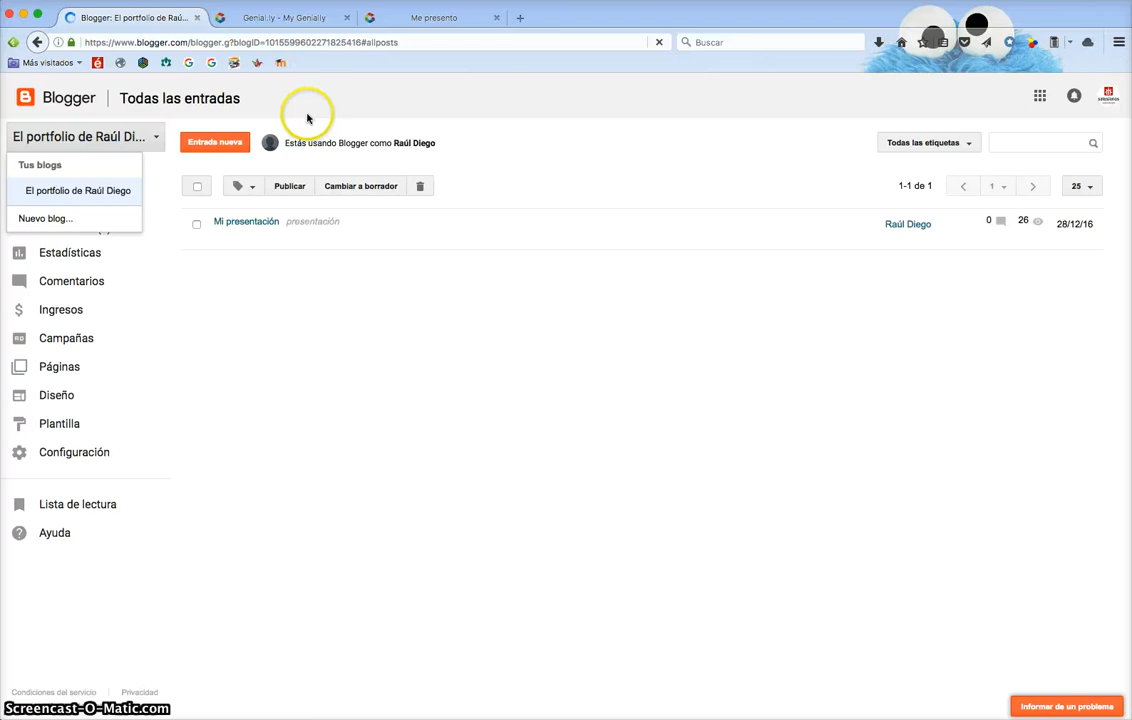 Blogger: El portfolio de Raú...
Genial.ly - My Genially
Me presento
https://www.blogger.com/blogger.g?blogID=1015599602271825416#allposts
Buscar
Más visitados
Blogger
Todas las entradas
El portfolio de Raúl Di...
Entrada nueva
Estás usando Blogger como Raúl Diego
Todas las etiquetas
Tus blogs
El portfolio de Raúl Diego
Nuevo blog...
Publicar
Cambiar a borrador
1-1 de 1
1
25
Mi presentación presentación
Raúl Diego
0
26
28/12/16
Estadísticas
Comentarios
Ingresos
Campañas
Páginas
Diseño
Plantilla
Configuración
Lista de lectura
Ayuda
Condiciones del servicio
Privacidad
Informar de un problema
Screencast-O-Matic.com